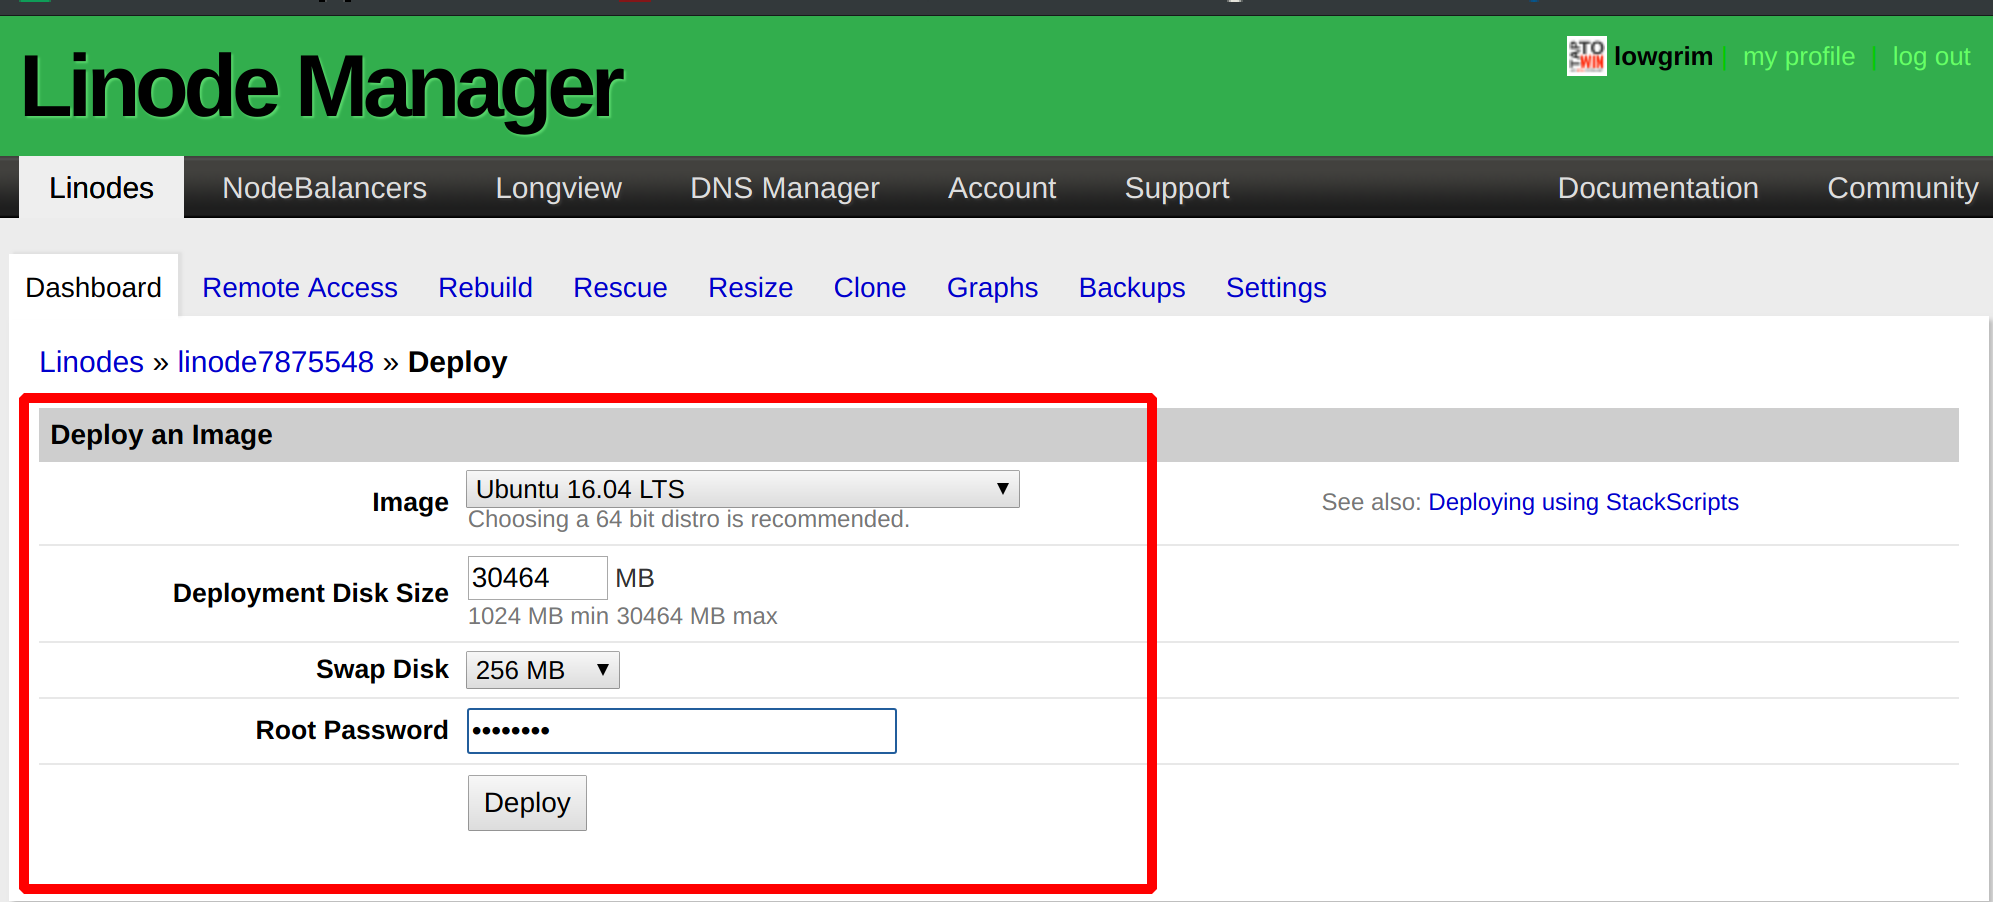 Linode Manager
TAP TO WIN
lowgrim | my profile | log out
Linodes NodeBalancers Longview DNS Manager Account Support Documentation Community
Dashboard Remote Access Rebuild Rescue Resize Clone Graphs Backups Settings
Linodes » linode7875548 » Deploy
Deploy an Image
Image Ubuntu 16.04 LTS
Choosing a 64 bit distro is recommended.
See also: Deploying using StackScripts
Deployment Disk Size 30464 MB
1024 MB min 30464 MB max
Swap Disk 256 MB
Root Password ••••••••
Deploy